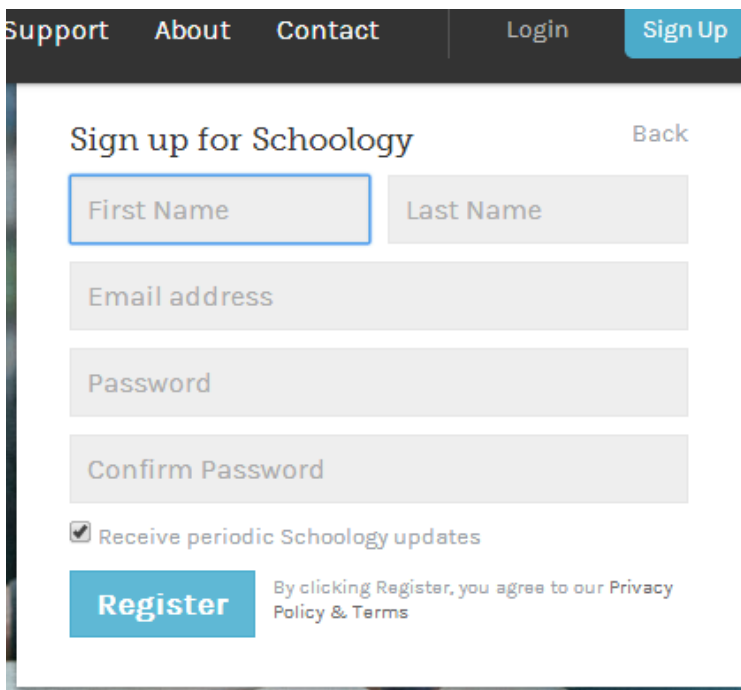 Support About Contact Login Sign Up
Sign up for Schoology Back
First Name Last Name
Email address
Password
Confirm Password
Receive periodic Schoology updates
Register
By clicking Register, you agree to our Privacy
Policy & Terms